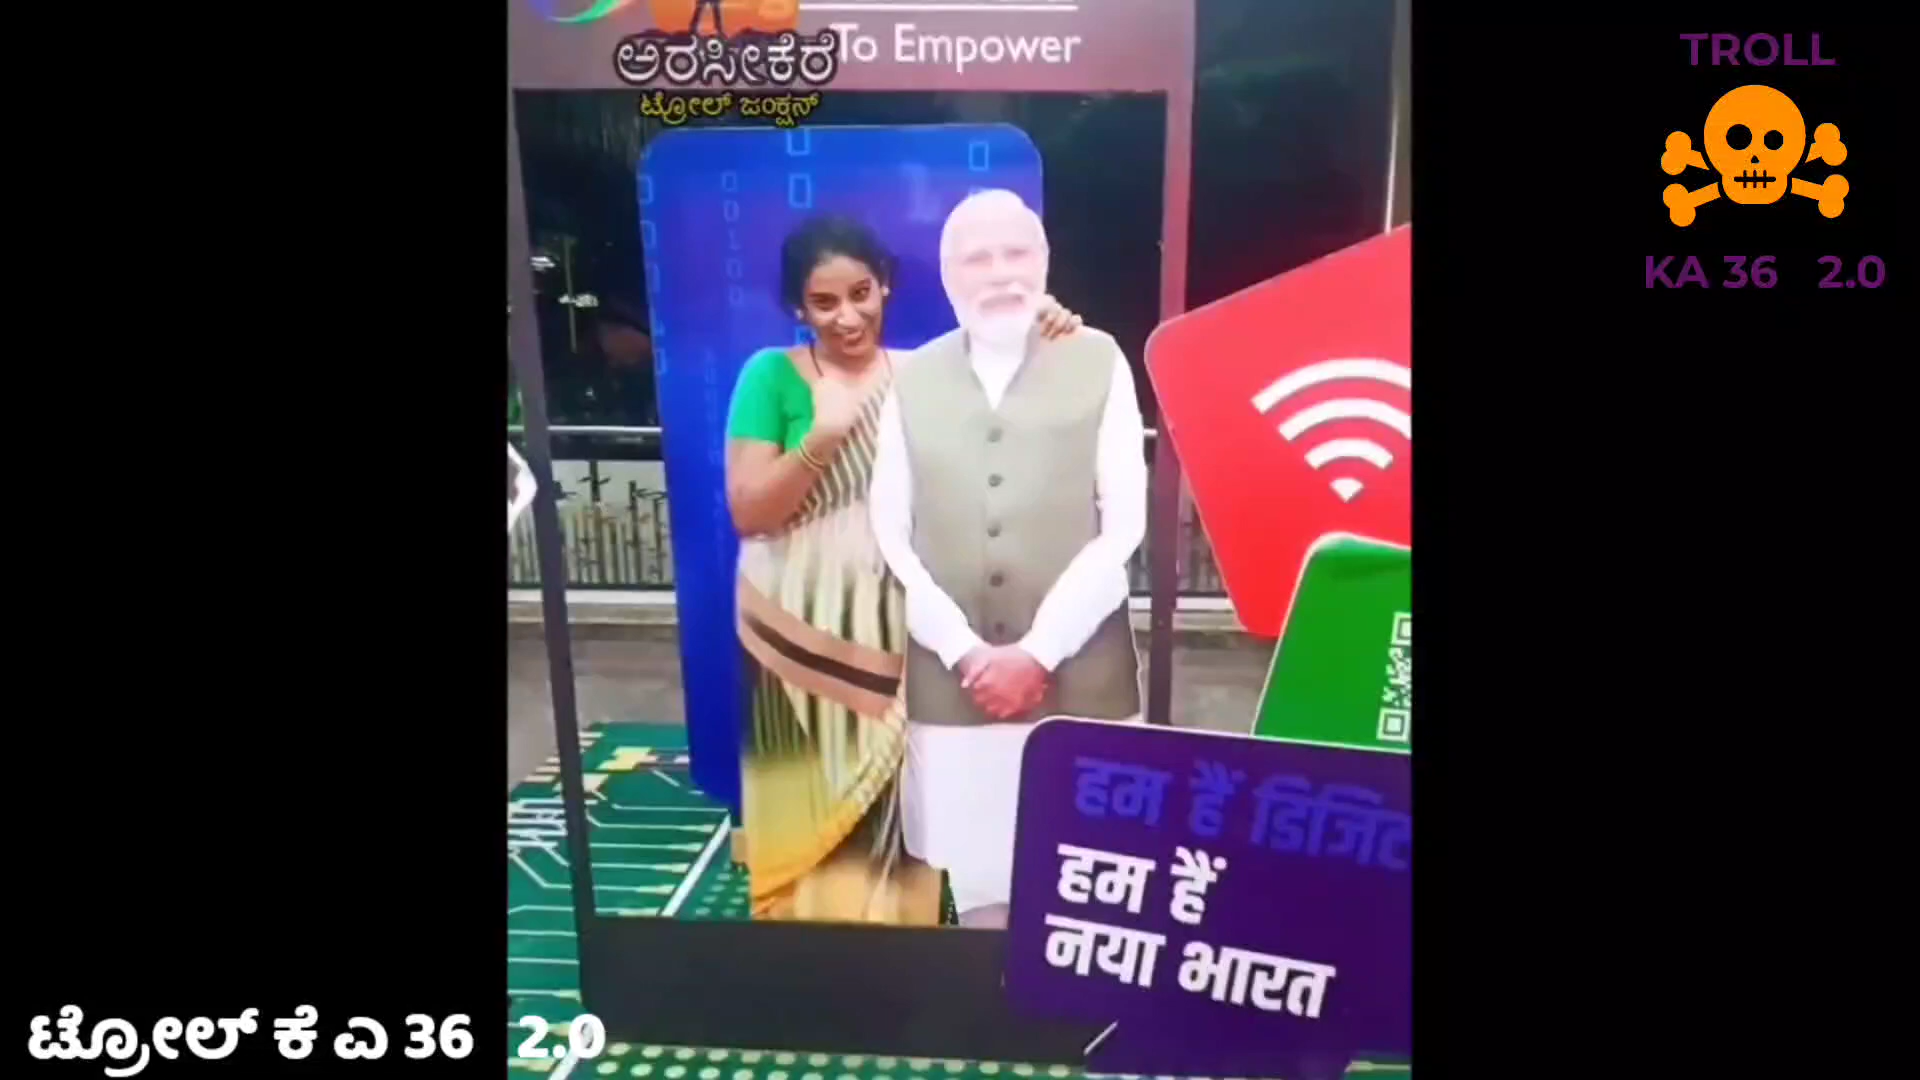 To Empower
ಅರಸೀಕೆರೆ
ಟ್ರೋಲ್ ಜಂಕ್ಷನ್
TROLL
KA 36 2.0
हम हैं
हम हैं
नया भारत
ಟ್ರೋಲ್ ಕೆ ಎ 36 2.0